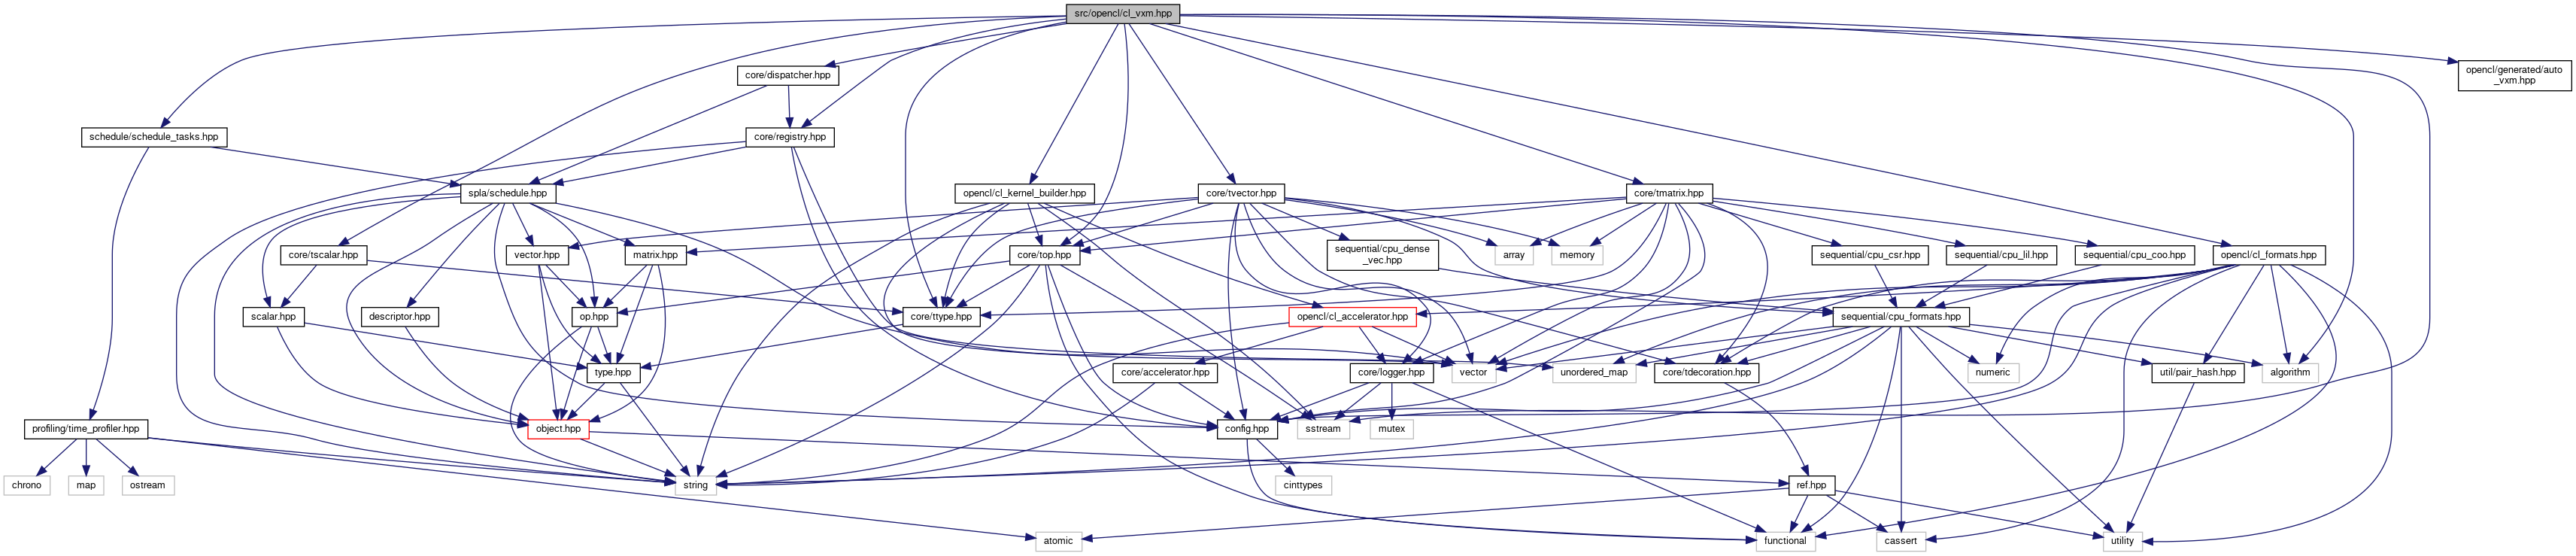 src/opencl/cl_vxm.hpp
core/dispatcher.hpp
opencl/generated/auto
_vxm.hpp
schedule/schedule_tasks.hpp
core/registry.hpp
spla/schedule.hpp
opencl/cl_kernel_builder.hpp
core/tvector.hpp
core/tmatrix.hpp
core/tscalar.hpp
vector.hpp
matrix.hpp
core/top.hpp
sequential/cpu_dense
_vec.hpp
array
memory
sequential/cpu_csr.hpp
sequential/cpu_lil.hpp
sequential/cpu_coo.hpp
opencl/cl_formats.hpp
scalar.hpp
descriptor.hpp
op.hpp
core/ttype.hpp
opencl/cl_accelerator.hpp
sequential/cpu_formats.hpp
type.hpp
core/accelerator.hpp
core/logger.hpp
vector
unordered_map
core/tdecoration.hpp
numeric
util/pair_hash.hpp
algorithm
profiling/time_profiler.hpp
object.hpp
config.hpp
sstream
mutex
chrono
map
ostream
string
cinttypes
ref.hpp
atomic
functional
cassert
utility